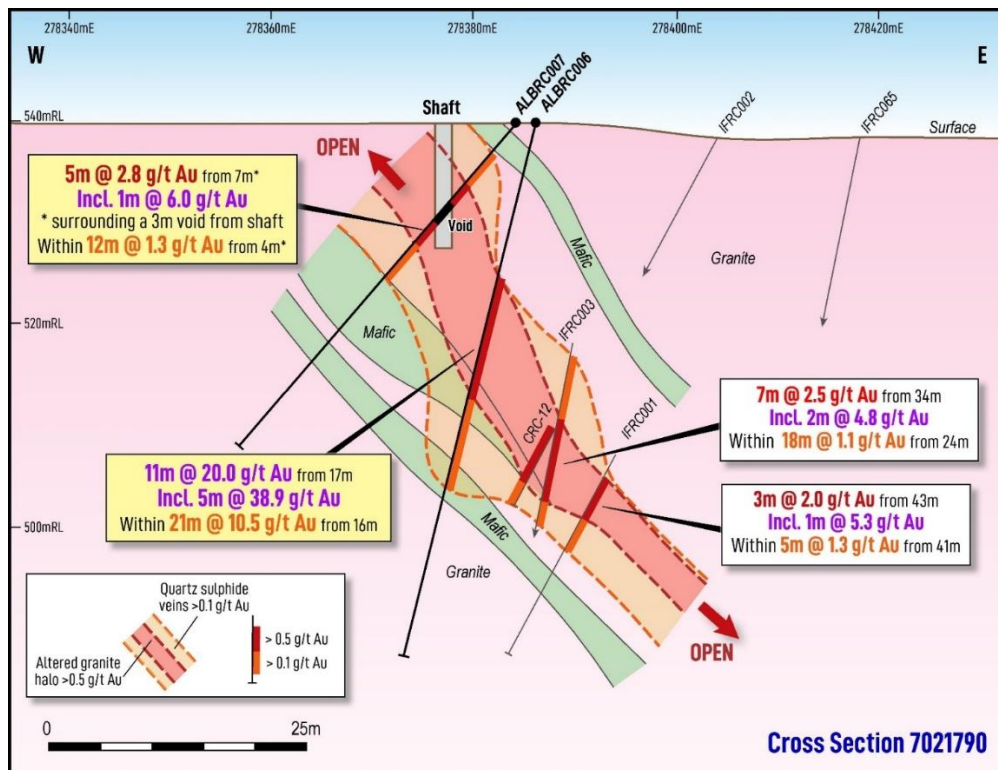 278340mE
278360mE
278380mE
278400mE
278420mE
W
E
ALBRC007
ALBRC006
Shaft
IFRC002
IFRC065
540mRL
Surface
OPEN
5m @ 2.8 g/t Au from 7m*
Incl. 1m @ 6.0 g/t Au
* surrounding a 3m void from shaft
Within 12m @ 1.3 g/t Au from 4m*
Void
Mafic
Granite
520mRL
Mafic
IFRC003
CRC-12
IFRC001
7m @ 2.5 g/t Au from 34m
Incl. 2m @ 4.8 g/t Au
Within 18m @ 1.1 g/t Au from 24m
11m @ 20.0 g/t Au from 17m
Incl. 5m @ 38.9 g/t Au
Within 21m @ 10.5 g/t Au from 16m
3m @ 2.0 g/t Au from 43m
Incl. 1m @ 5.3 g/t Au
Within 5m @ 1.3 g/t Au from 41m
500mRL
Mafic
Granite
Quartz sulphide
veins >0.1 g/t Au
> 0.5 g/t Au
> 0.1 g/t Au
Altered granite
halo >0.5 g/t Au
OPEN
0
25m
Cross Section 7021790